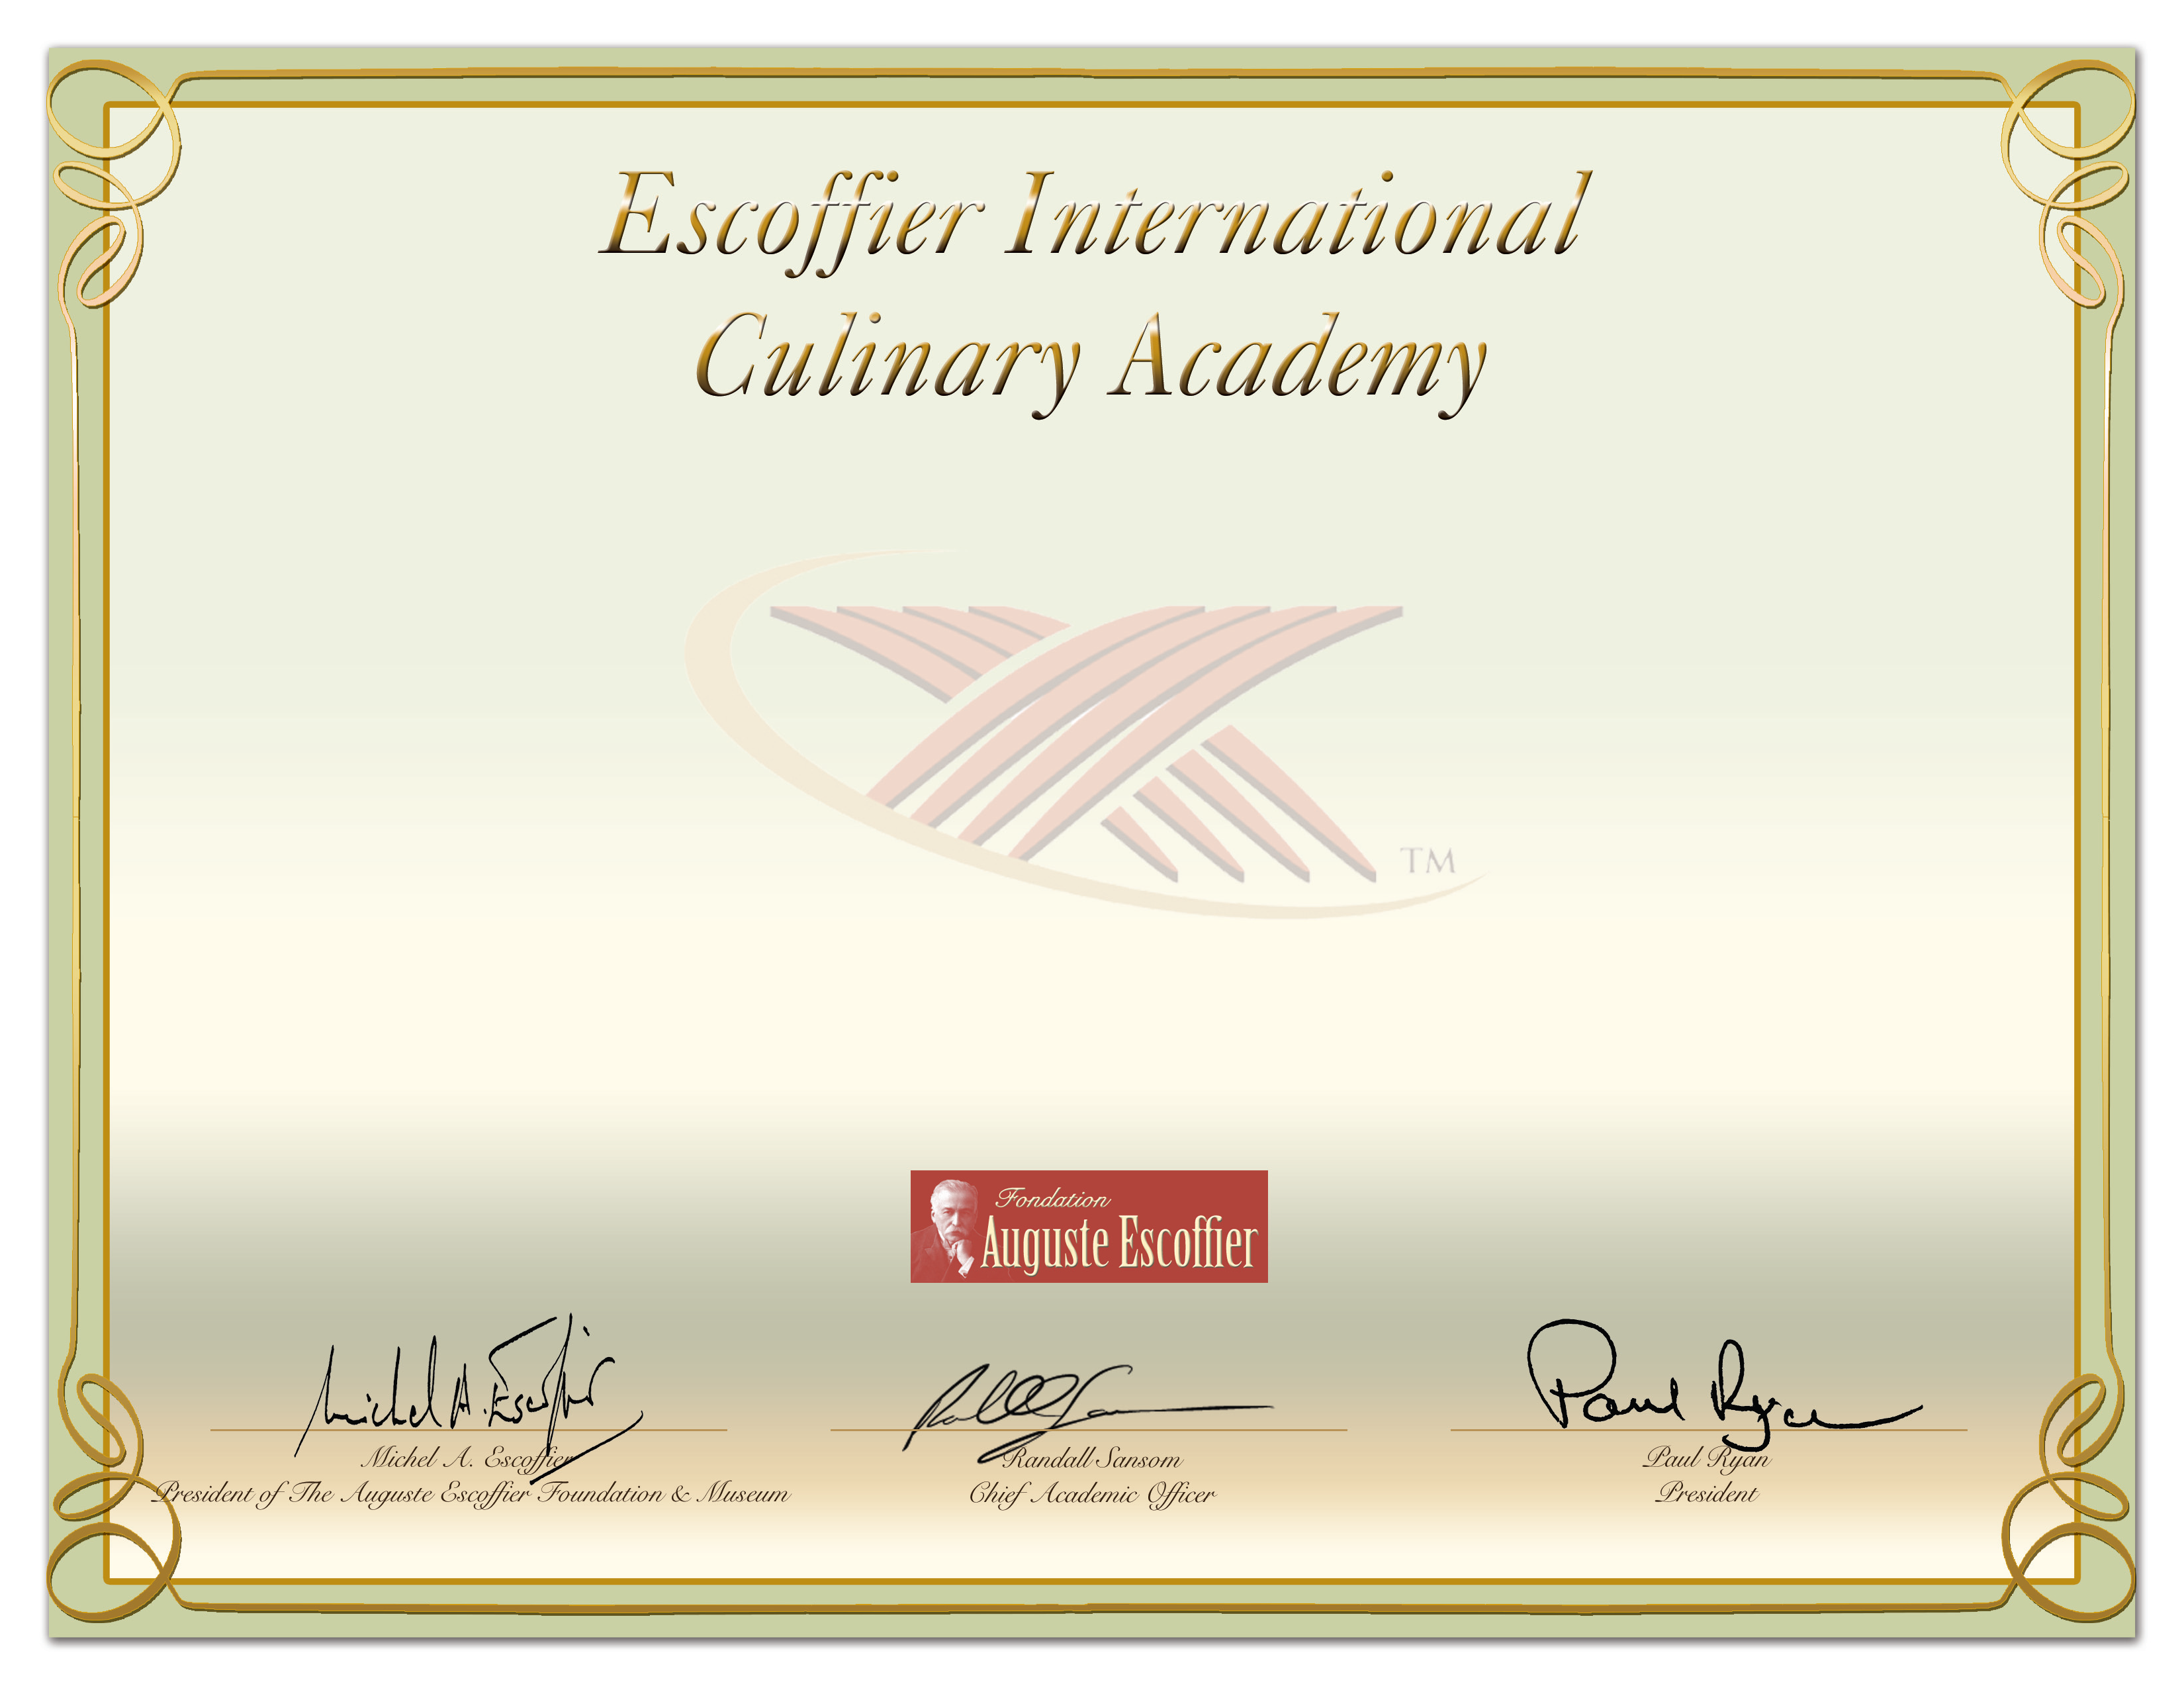 Escoffier International
Culinary Academy
TM
Fondation
Auguste Escoffier
Michel A. Escoffier
Randall Sansom
Paul Ryan
Michel A. Escoffier
Randall Sansom
Paul Ryan
President of The Auguste Escoffier Foundation & Museum
Chief Academic Officer
President